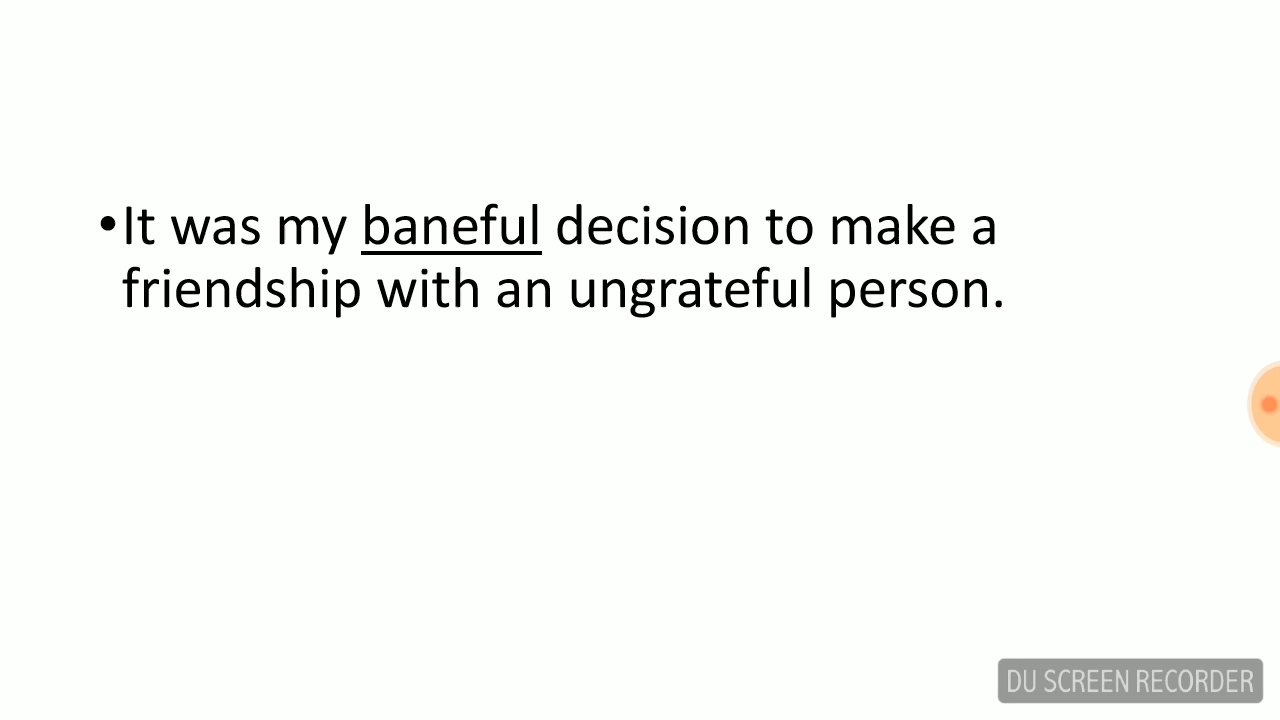 •It was my baneful decision to make a
friendship with an ungrateful person.
DU SCREEN RECORDER